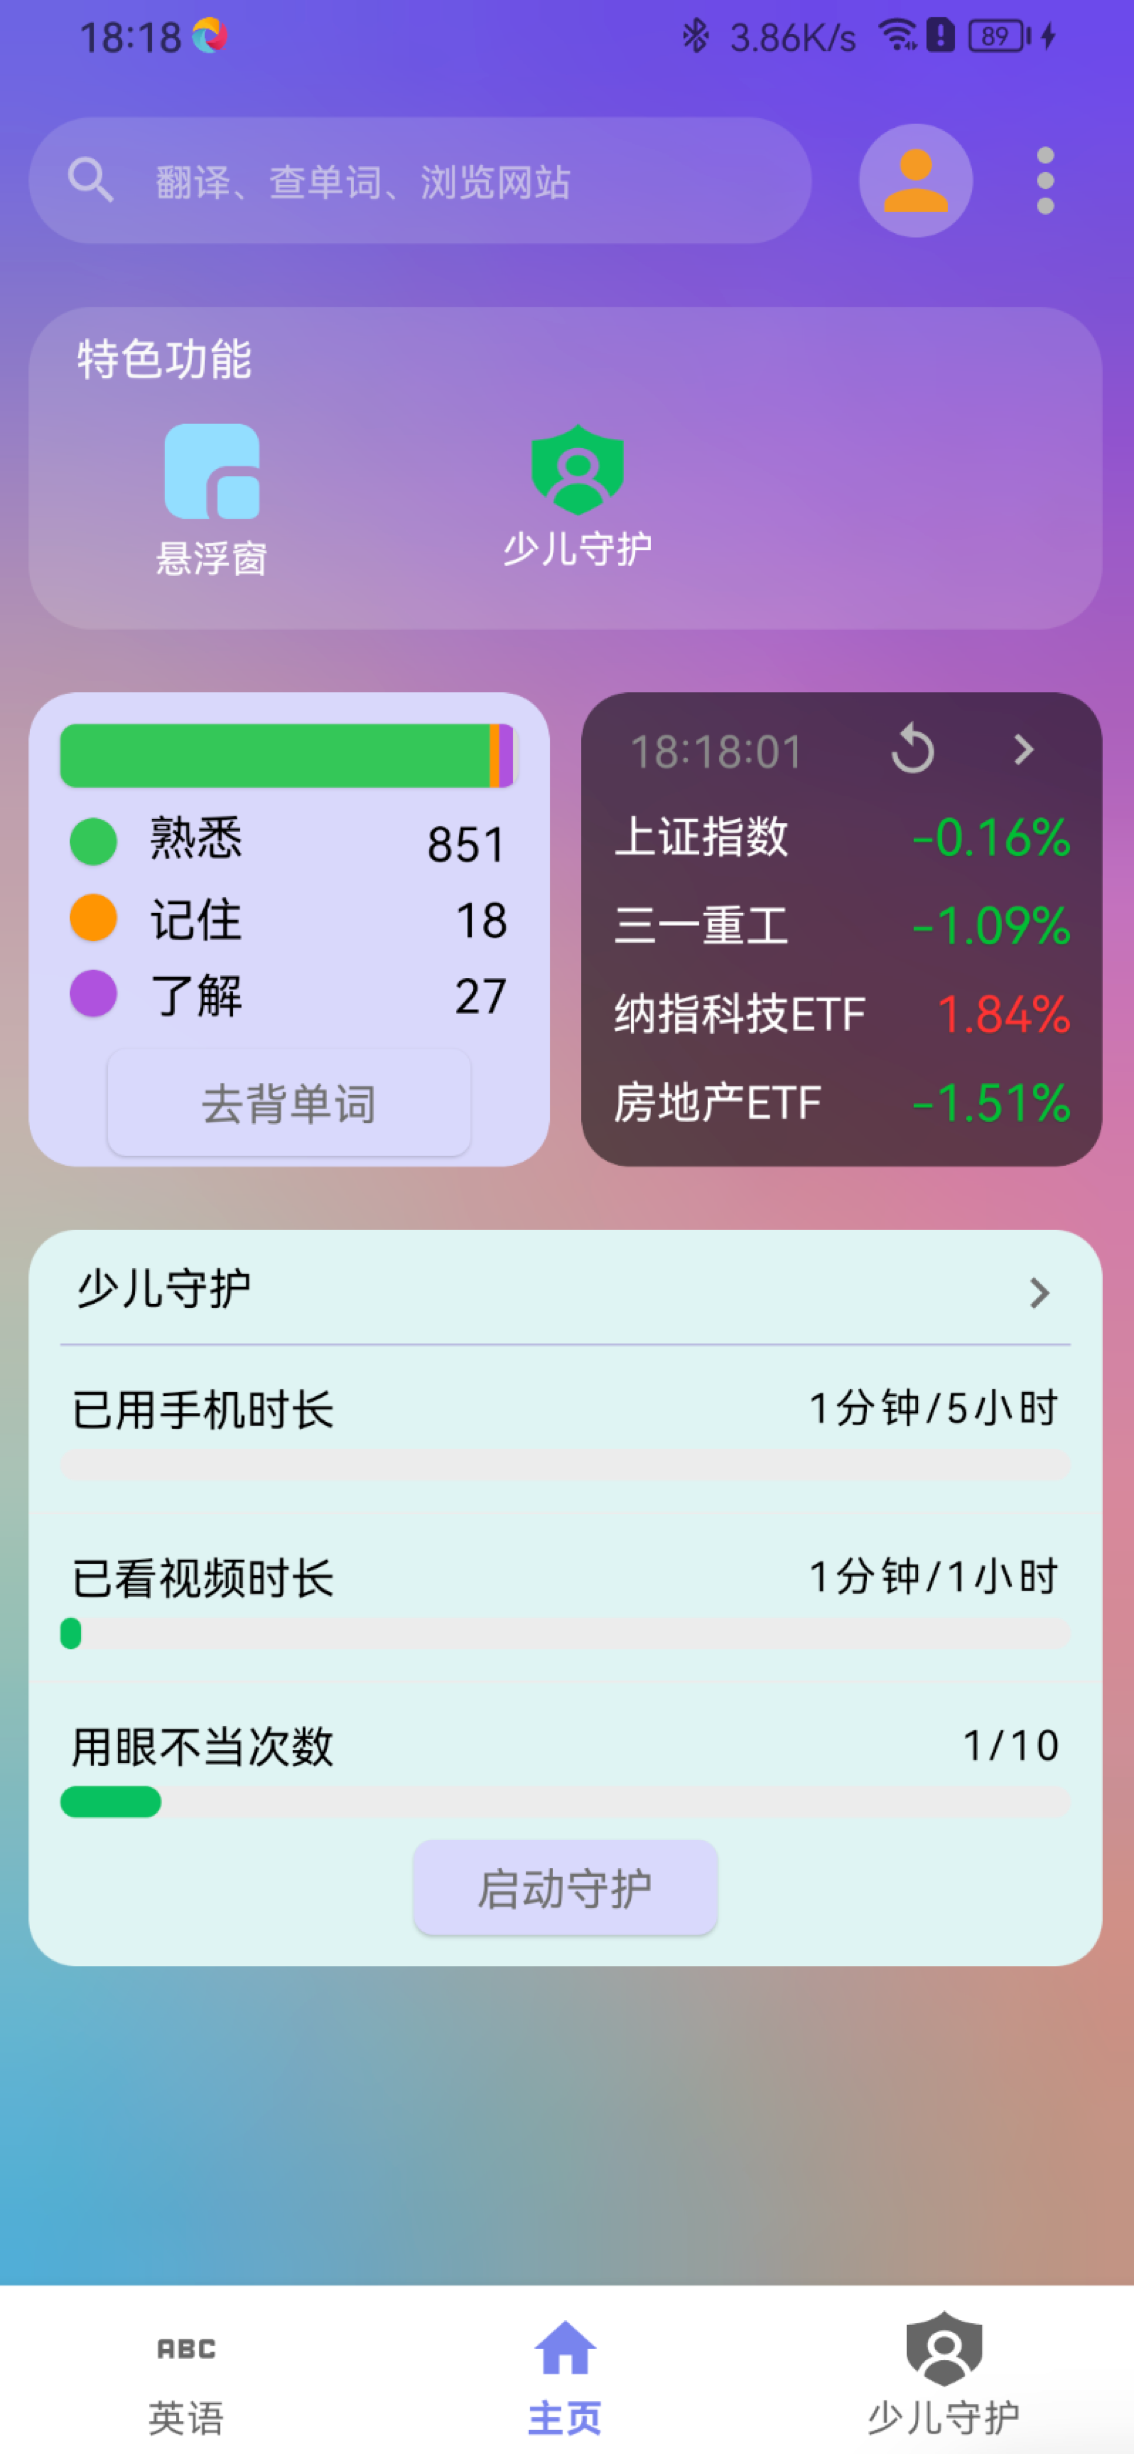 18:18 3.86K/s 89
翻译、查单词、浏览网站
特色功能
悬浮窗 少儿守护
熟悉 851
记住 18
了解 27
去背单词
18:18:01
上证指数 -0.16%
三一重工 -1.09%
纳指科技ETF 1.84%
房地产ETF -1.51%
少儿守护
已用手机时长 1分钟/5小时
已看视频时长 1分钟/1小时
用眼不当次数 1/10
启动守护
ABC
英语 主页 少儿守护